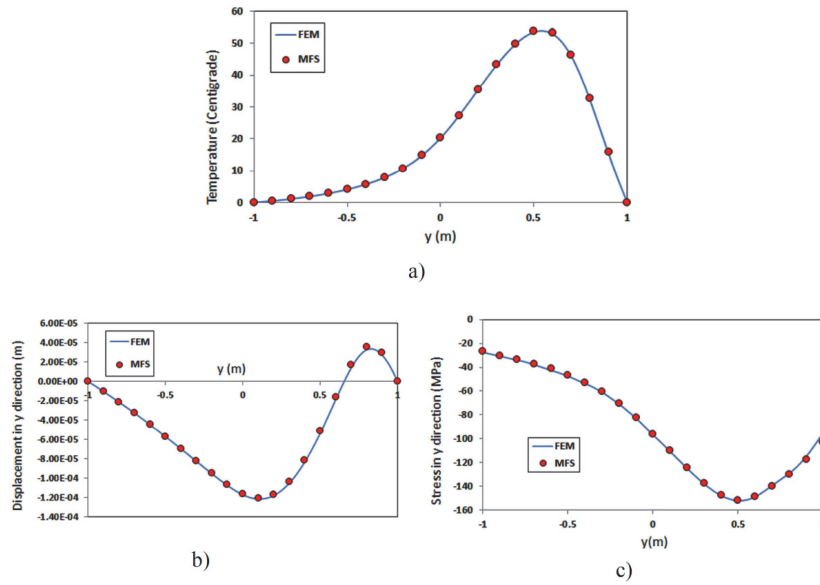 60
50
40
30
20
10
0
Temperature (Centigrade)
FEM
MFS
-1 -0.5 0 0.5 1
y (m)
a)
6.00E-05
4.00E-05
2.00E-05
0.00E+00
-2.00E-05
-4.00E-05
-6.00E-05
-8.00E-05
-1.00E-04
-1.20E-04
-1.40E-04
Displacement in y direction (m)
FEM
MFS
y (m)
-1 -0.5 0 0.5 1
b)
0
-20
-40
-60
-80
-100
-120
-140
-160
Stress in y direction (MPa)
FEM
MFS
-1 -0.5 0 0.5 1
y(m)
c)